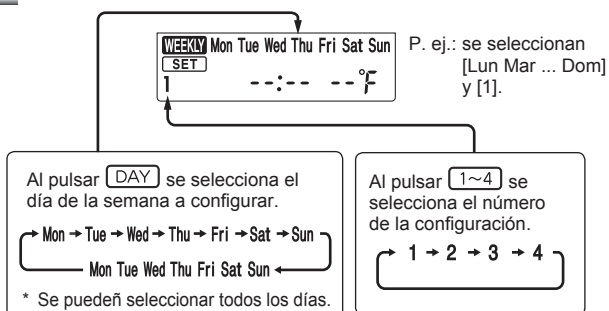 WEEKLY Mon Tue Wed Thu Fri Sat Sun
SET
1 --:-- --°F
P. ej.: se seleccionan
[Lun Mar ... Dom]
y [1].
Al pulsar DAY se selecciona el
día de la semana a configurar.
→ Mon → Tue → Wed → Thu → Fri → Sat → Sun
Mon Tue Wed Thu Fri Sat Sun ←
* Se puedeñ seleccionar todos los días.
Al pulsar 1~4 se
selecciona el número
de la configuración.
→ 1 → 2 → 3 → 4